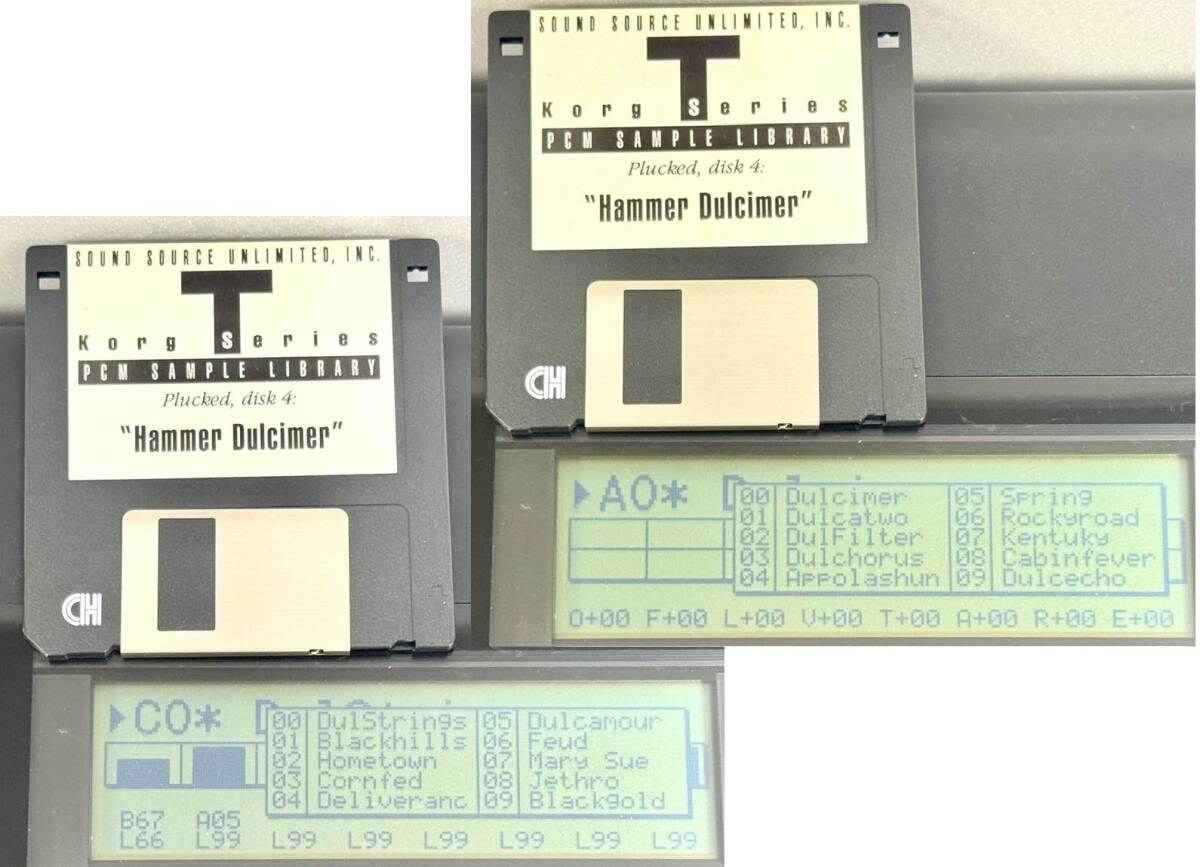 SOUND SOURCE UNLIMITED, INC.
T
Korg Series
PCM SAMPLE LIBRARY
Plucked, disk 4:
"Hammer Dulcimer"
CH
▶A0*
00 Dulcimer 05 Spring
01 Dulcatwo 06 Rockyroad
02 DulFilter 07 Kentuky
03 Dulchorus 08 Cabinfever
04 Appolashun 09 Dulcecho
O+00 F+00 L+00 V+00 T+00 A+00 R+00 E+00
SOUND SOURCE UNLIMITED, INC.
T
Korg Series
PCM SAMPLE LIBRARY
Plucked, disk 4:
"Hammer Dulcimer"
CH
▶C0*
00 DulStrings 05 Dulcamour
01 Blackhills 06 Feud
02 Hometown 07 Mary Sue
03 Cornfed 08 Jethro
04 Deliveranc 09 Blackgold
B67 A05
L66 L99 L99 L99 L99 L99 L99 L99